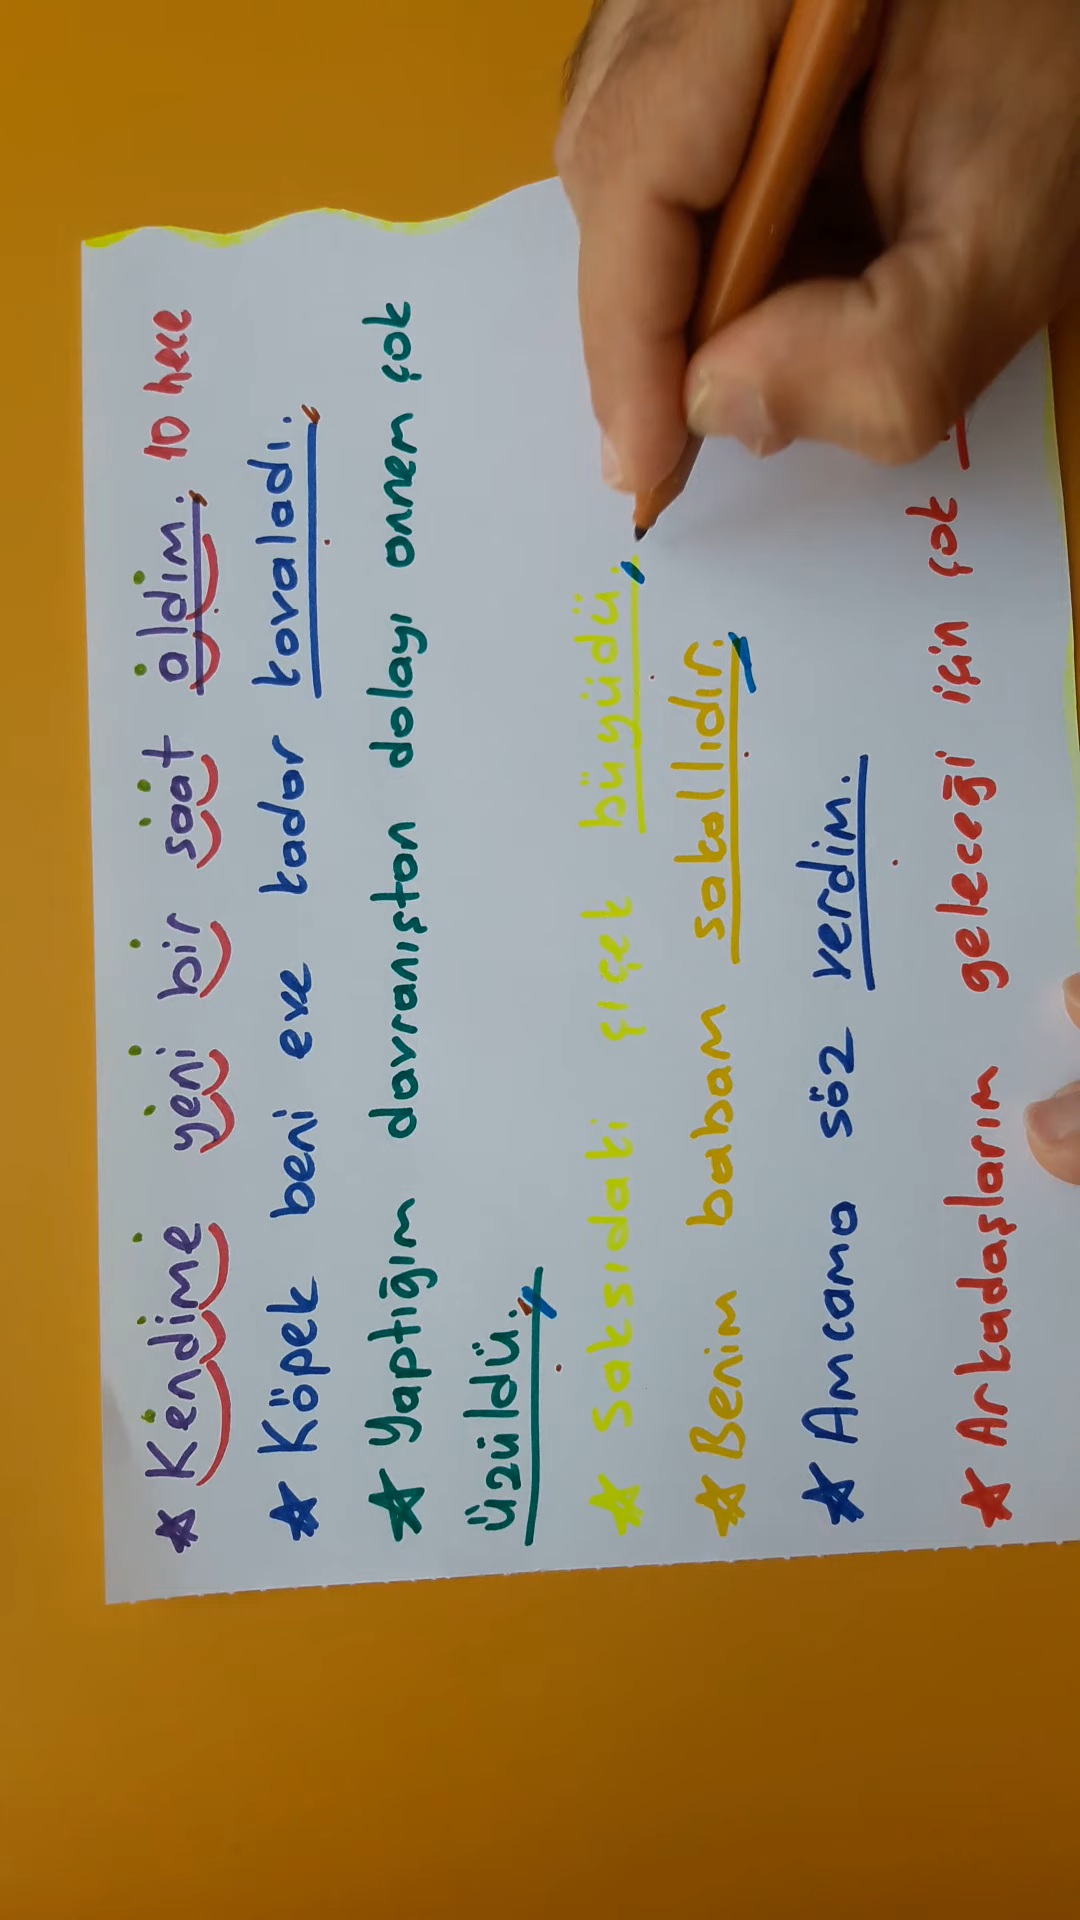 Kendime yeni bir saat aldım. 10 hece
Köpek beni eve kadar kovaladı.
Yaptığım davranıştan dolayı annem çok
üzüldü.
Saksıdaki çiçek büyüdü.
Benim babam sakallıdır.
Amcama söz verdim.
Arkadaşlarım geleceği için çok